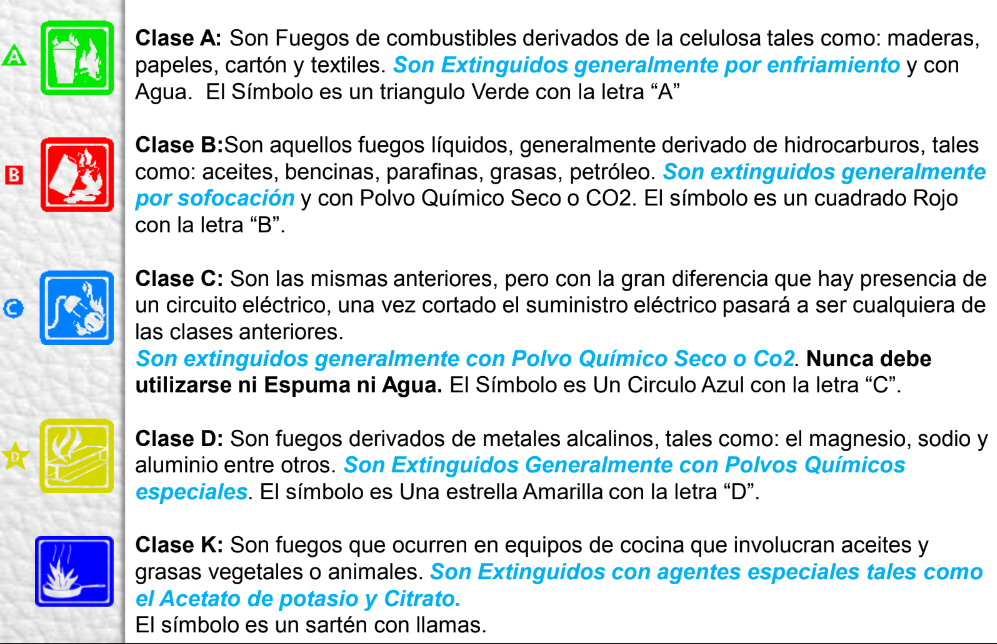 A
Clase A: Son Fuegos de combustibles derivados de la celulosa tales como: maderas,
papeles, cartón y textiles. Son Extinguidos generalmente por enfriamiento y con
Agua.  El Símbolo es un triangulo Verde con la letra “A”
B
Clase B:Son aquellos fuegos líquidos, generalmente derivado de hidrocarburos, tales
como: aceites, bencinas, parafinas, grasas, petróleo. Son extinguidos generalmente
por sofocación y con Polvo Químico Seco o CO2. El símbolo es un cuadrado Rojo
con la letra “B”.
C
Clase C: Son las mismas anteriores, pero con la gran diferencia que hay presencia de
un circuito eléctrico, una vez cortado el suministro eléctrico pasará a ser cualquiera de
las clases anteriores.
Son extinguidos generalmente con Polvo Químico Seco o Co2. Nunca debe
utilizarse ni Espuma ni Agua. El Símbolo es Un Circulo Azul con la letra “C”.
D
Clase D: Son fuegos derivados de metales alcalinos, tales como: el magnesio, sodio y
aluminio entre otros. Son Extinguidos Generalmente con Polvos Químicos
especiales. El símbolo es Una estrella Amarilla con la letra “D”.
Clase K: Son fuegos que ocurren en equipos de cocina que involucran aceites y
grasas vegetales o animales. Son Extinguidos con agentes especiales tales como
el Acetato de potasio y Citrato.
El símbolo es un sartén con llamas.